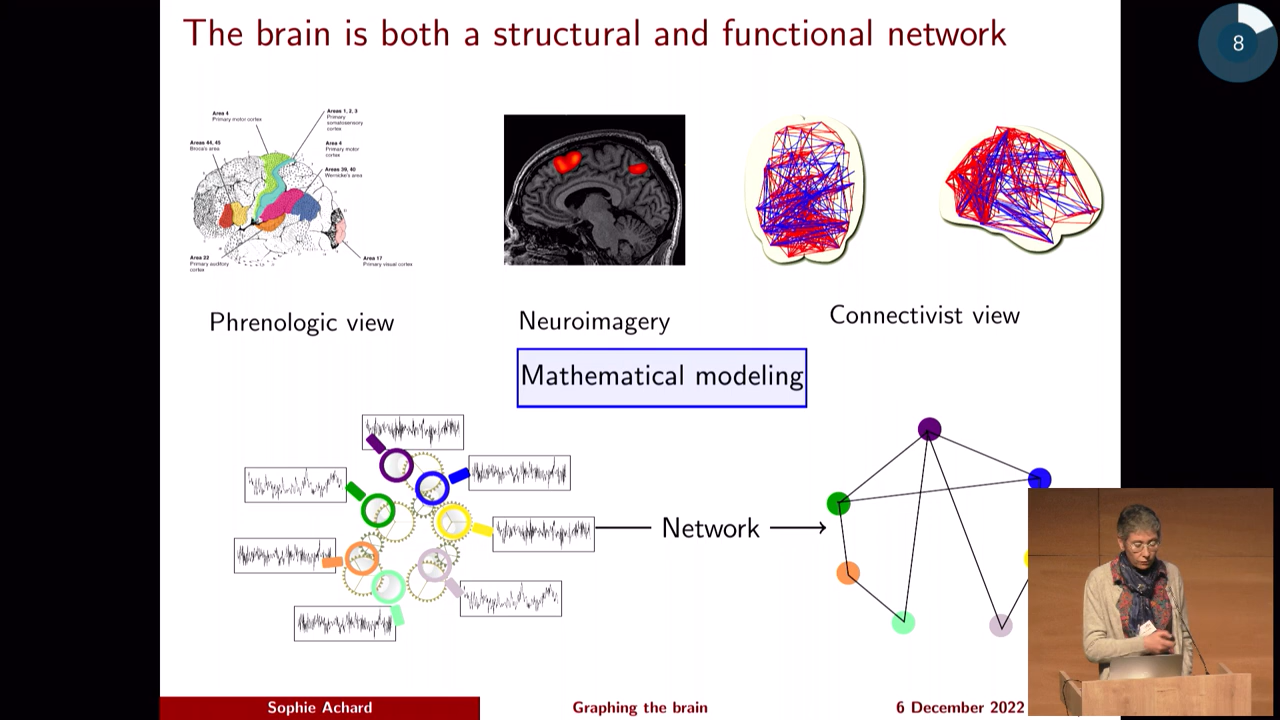 The brain is both a structural and functional network
8
Area 4
Primary motor cortex
Areas 1, 2, 3
Primary
somatosensory
cortex
Areas 44, 45
Broca's area
Area 4
Primary motor
cortex
Areas 39, 40
Wernicke's area
Area 22
Primary auditory
cortex
Area 17
Primary visual cortex
Phrenologic view
Neuroimagery
Connectivist view
Mathematical modeling
Network
Sophie Achard
Graphing the brain
6 December 2022